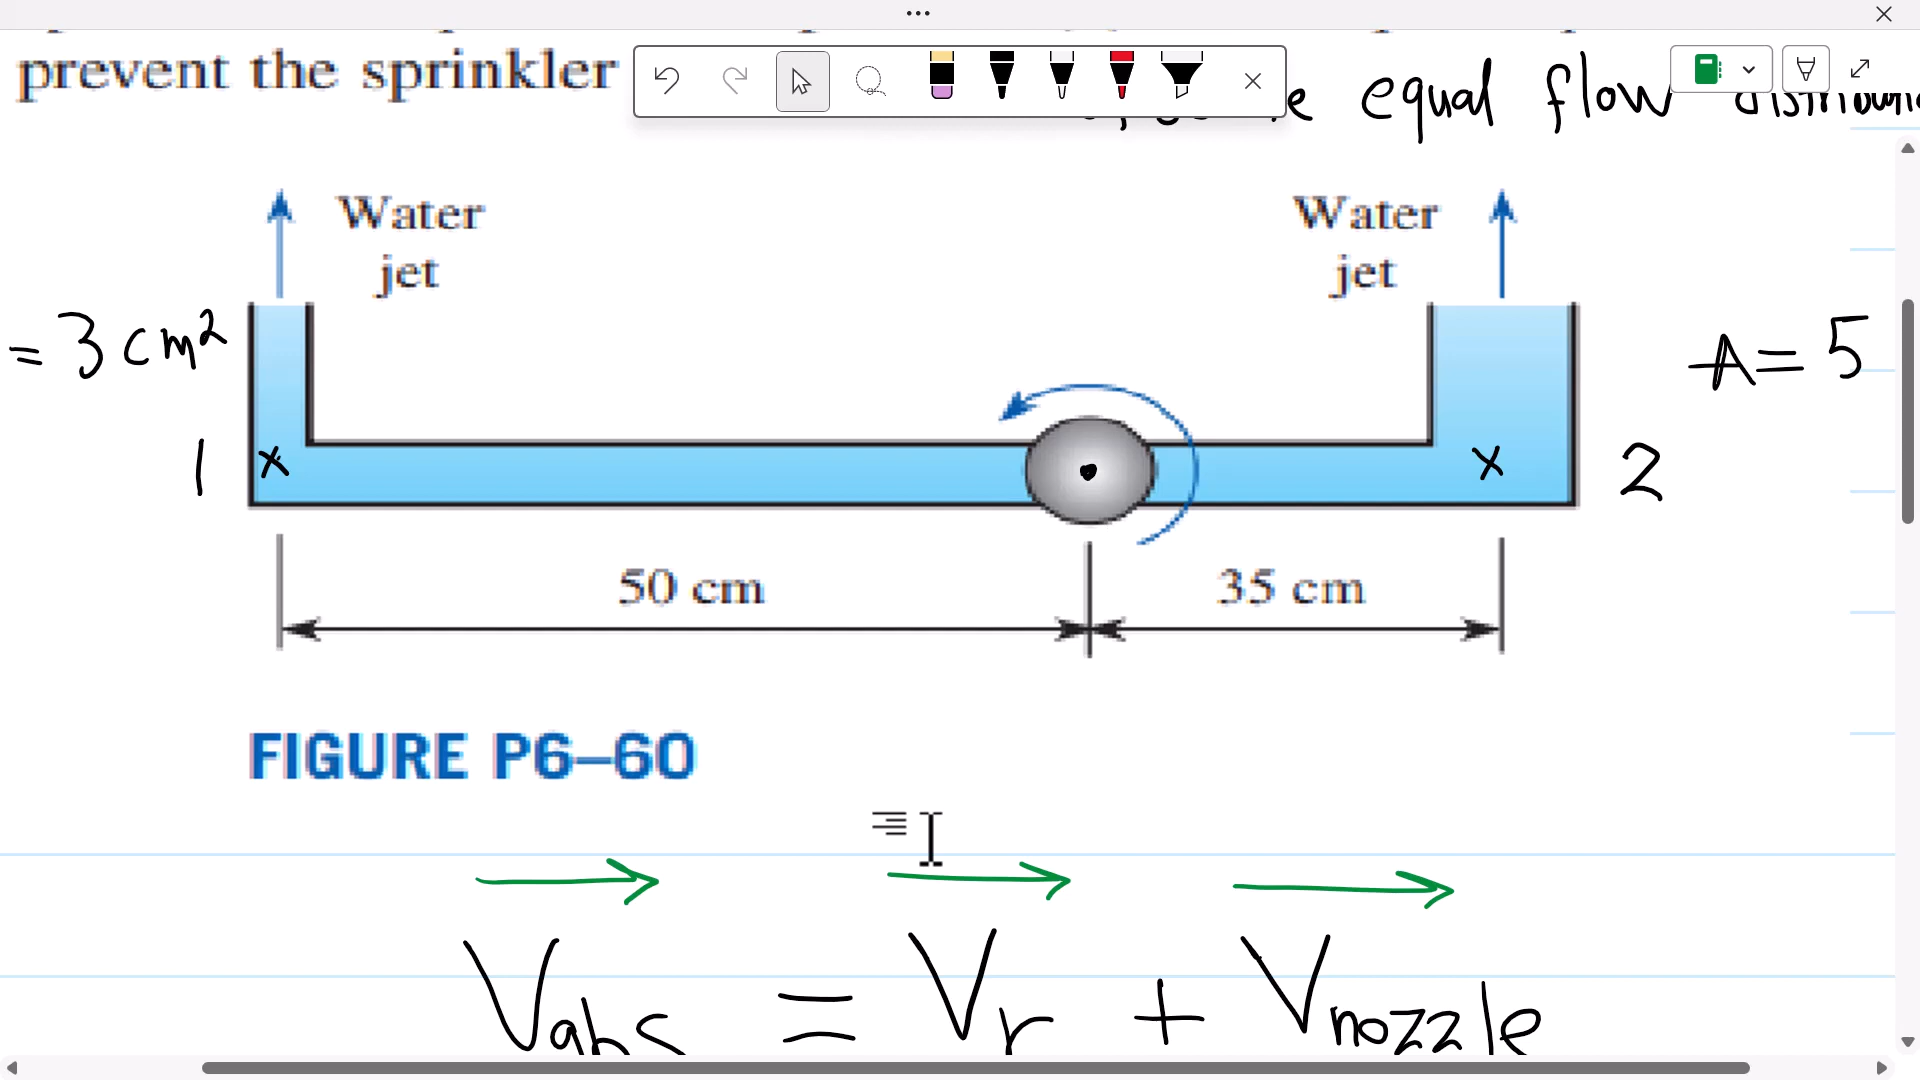 prevent the sprinkler
equal flow
Water
jet
Water
jet
= 3 cm²
A = 5
1
x
x
2
50 cm
35 cm
FIGURE P6–60
Vabs = Vr + Vnozzle